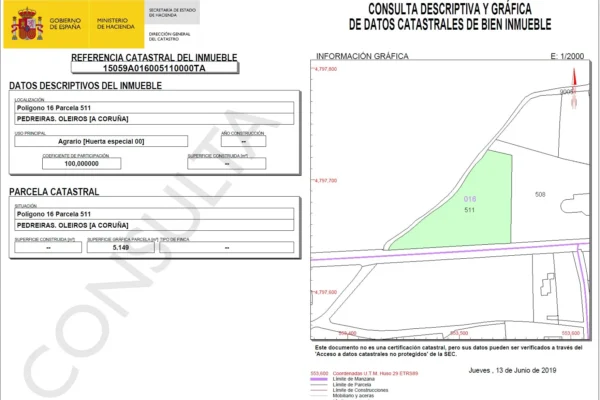 GOBIERNO
DE ESPAÑA
MINISTERIO
DE HACIENDA
SECRETARÍA DE ESTADO
DE HACIENDA
DIRECCIÓN GENERAL
DEL CATASTRO
CONSULTA DESCRIPTIVA Y GRÁFICA
DE DATOS CATASTRALES DE BIEN INMUEBLE
REFERENCIA CATASTRAL DEL INMUEBLE
15059A016005110000TA
DATOS DESCRIPTIVOS DEL INMUEBLE
LOCALIZACIÓN
Polígono 16 Parcela 511
PEDREIRAS. OLEIROS [A CORUÑA]
USO PRINCIPAL
Agrario [Huerta especial 00]
AÑO CONSTRUCCIÓN
--
COEFICIENTE DE PARTICIPACIÓN
100,000000
SUPERFICIE CONSTRUIDA [m²]
--
PARCELA CATASTRAL
SITUACIÓN
Polígono 16 Parcela 511
PEDREIRAS. OLEIROS [A CORUÑA]
SUPERFICIE CONSTRUIDA [m²]
--
SUPERFICIE GRÁFICA PARCELA [m²]
5.149
TIPO DE FINCA
--
CONSULTA
INFORMACIÓN GRÁFICA
E: 1/2000
4,797,800
9005
4,797,700
016
511
508
4,797,600
553,400
553,500
553,600
Este documento no es una certificación catastral, pero sus datos pueden ser verificados a través del
'Acceso a datos catastrales no protegidos' de la SEC.
553,600 Coordenadas U.T.M. Huso 29 ETRS89
Límite de Manzana
Límite de Parcela
Límite de Construcciones
Mobiliario y aceras
Jueves , 13 de Junio de 2019